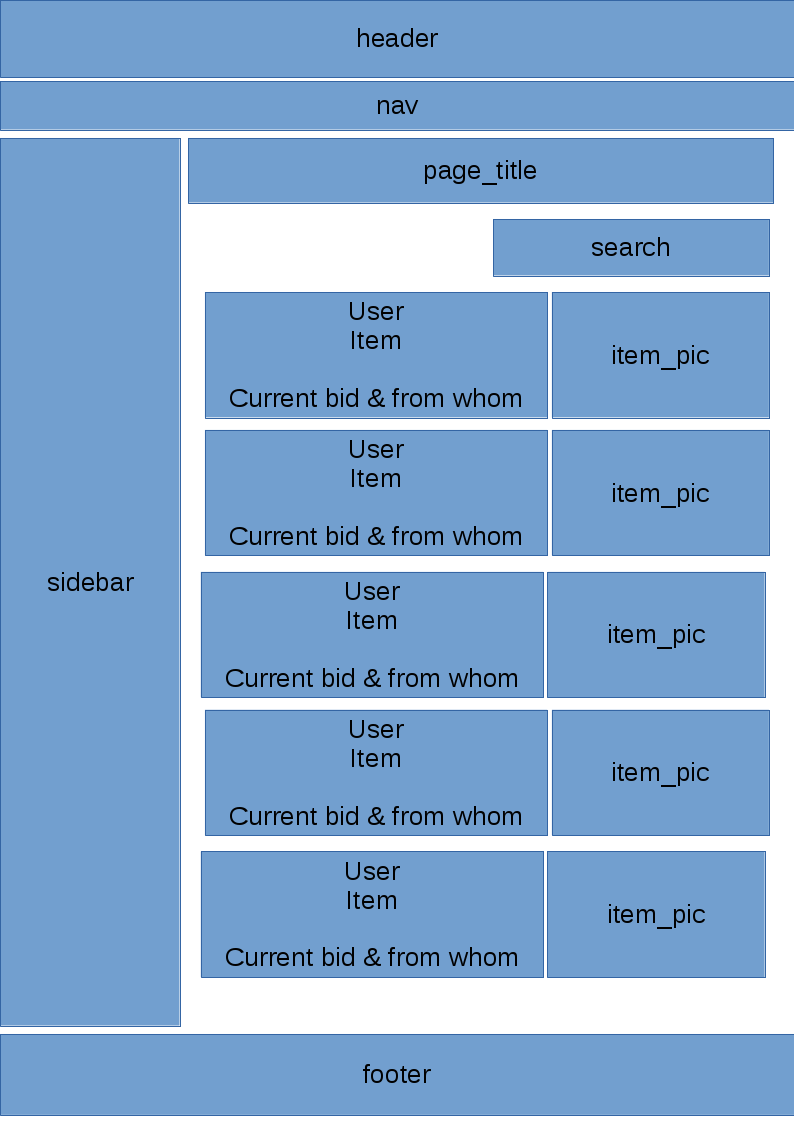 header
nav
page_title
search
sidebar
User
Item
Current bid & from whom
item_pic
User
Item
Current bid & from whom
item_pic
User
Item
Current bid & from whom
item_pic
User
Item
Current bid & from whom
item_pic
User
Item
Current bid & from whom
item_pic
footer